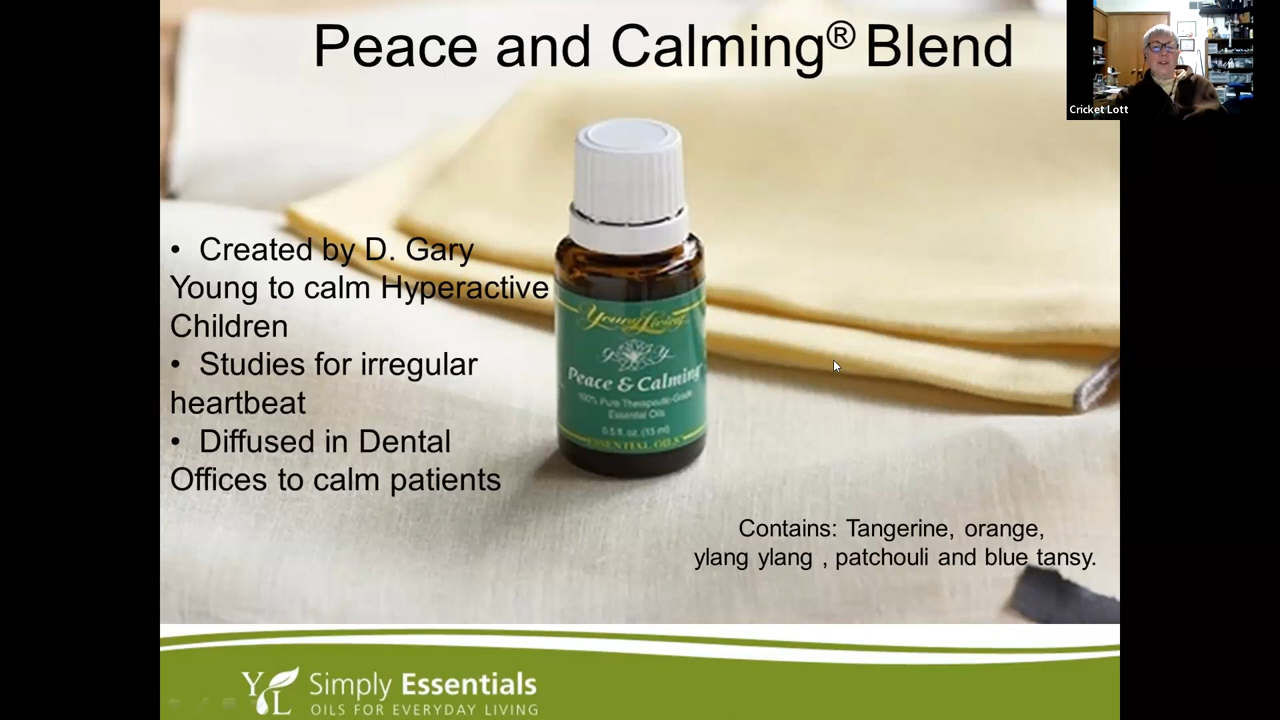 Peace and Calming® Blend
Cricket Lott
• Created by D. Gary
Young to calm Hyperactive
Children
• Studies for irregular
heartbeat
• Diffused in Dental
Offices to calm patients
Young Living
Peace & Calming
100% Pure Therapeutic-Grade
Essential Oils
0.5 fl. oz. (15 ml)
ESSENTIAL OILS
Contains: Tangerine, orange,
ylang ylang , patchouli and blue tansy.
YL
Simply Essentials
OILS FOR EVERYDAY LIVING